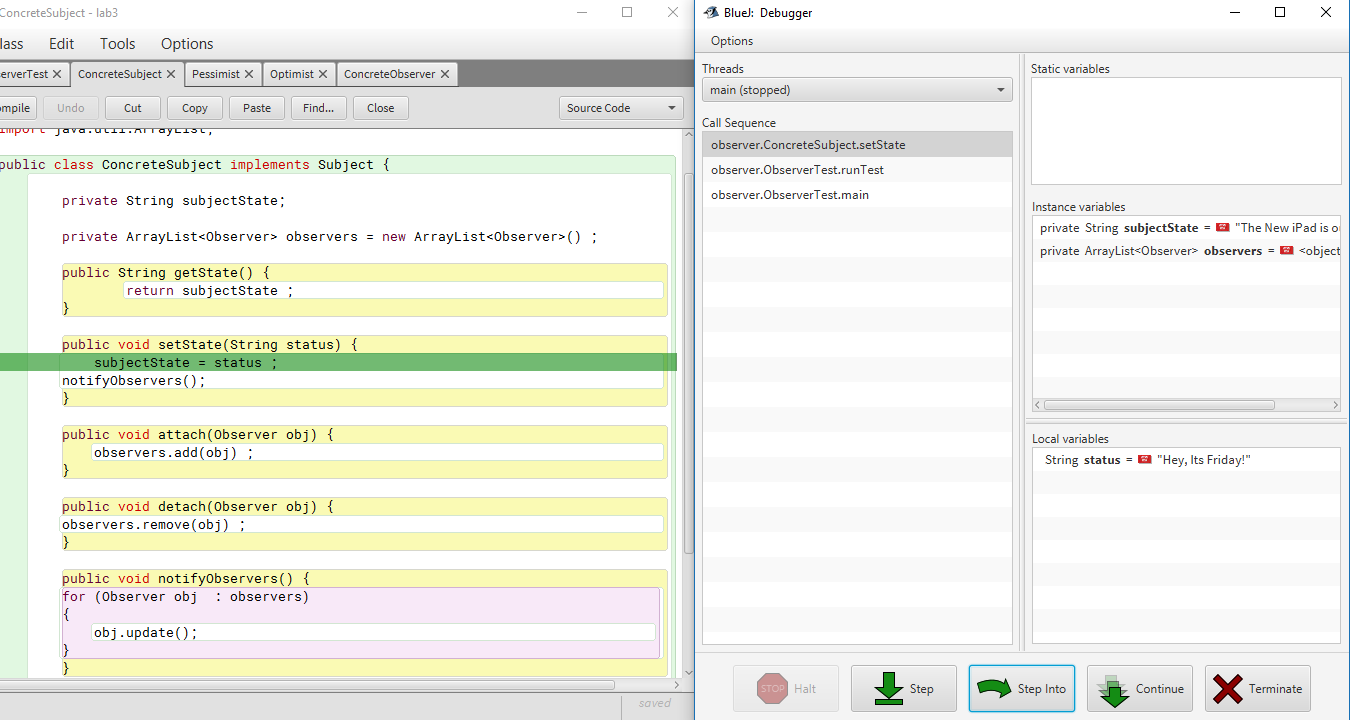 ConcreteSubject - lab3
lass Edit Tools Options
erverTest ConcreteSubject Pessimist Optimist ConcreteObserver
ompile Undo Cut Copy Paste Find... Close Source Code
import java.util.ArrayList;
public class ConcreteSubject implements Subject {
private String subjectState;
private ArrayList<Observer> observers = new ArrayList<Observer>() ;
public String getState() {
return subjectState ;
}
public void setState(String status) {
subjectState = status ;
notifyObservers();
}
public void attach(Observer obj) {
observers.add(obj) ;
}
public void detach(Observer obj) {
observers.remove(obj) ;
}
public void notifyObservers() {
for (Observer obj  : observers)
{
obj.update();
}
}
saved
BlueJ: Debugger
Options
Threads
main (stopped)
Call Sequence
observer.ConcreteSubject.setState
observer.ObserverTest.runTest
observer.ObserverTest.main
Static variables
Instance variables
private String subjectState = "The New iPad is o
private ArrayList<Observer> observers = <object
Local variables
String status = "Hey, Its Friday!"
STOP Halt Step Step Into Continue Terminate